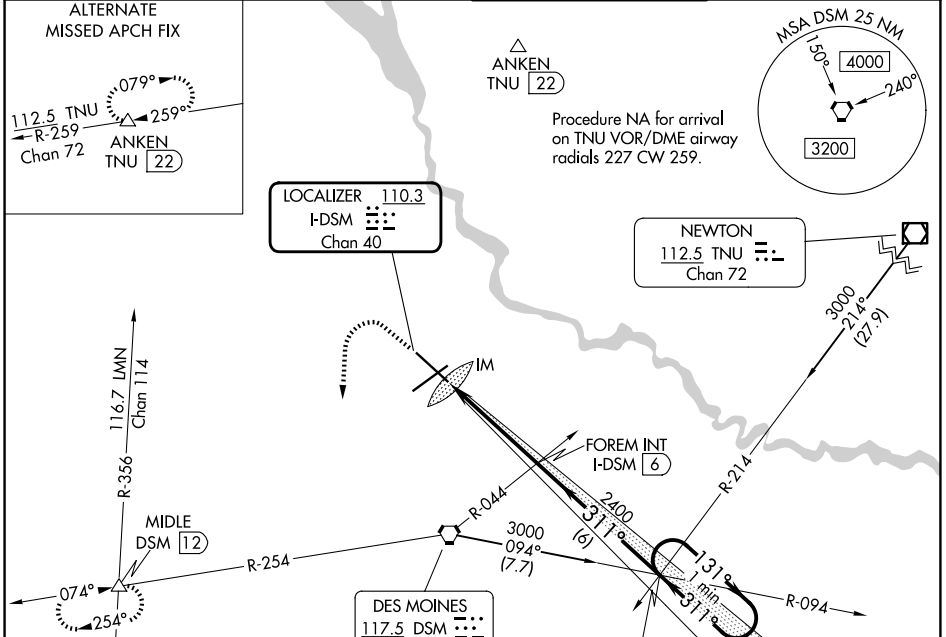 ALTERNATE
MISSED APCH FIX
079°
259°
112.5 TNU
R-259
Chan 72
ANKEN
TNU 22
ANKEN
TNU 22
Procedure NA for arrival
on TNU VOR/DME airway
radials 227 CW 259.
MSA DSM 25 NM
150°
4000
240°
3200
LOCALIZER 110.3
I-DSM
Chan 40
NEWTON
112.5 TNU
Chan 72
3000
214°
(27.9)
IM
116.7 LMN
Chan 114
R-356
FOREM INT
I-DSM 6
R-214
R-044
2400
311°
(6)
MIDLE
DSM 12
R-254
3000
094°
(7.7)
131°
1 min
311°
R-094
074°
254°
DES MOINES
117.5 DSM